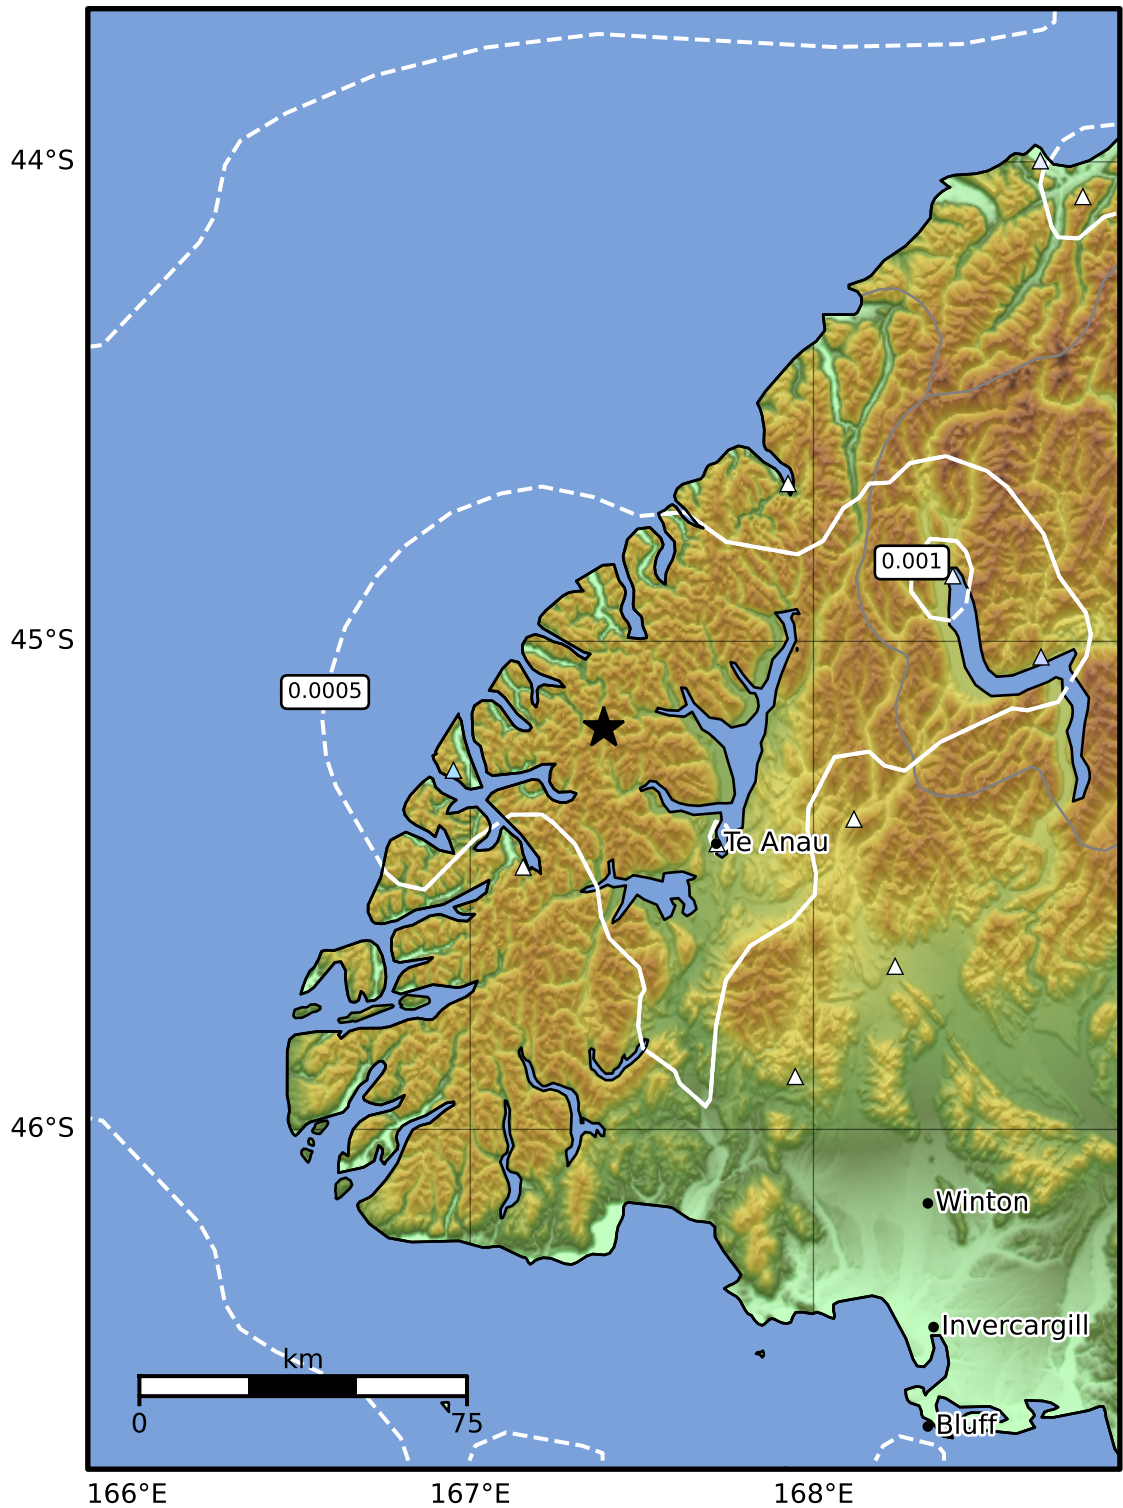 44°S
0.001
45°S
0.0005
Te Anau
46°S
Winton
Invercargill
km
0 75
Bluff
166°E 167°E 168°E